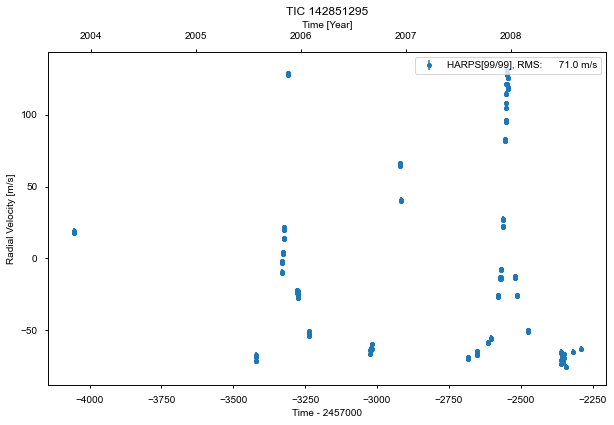 TIC 142851295
Time [Year]
2004 2005 2006 2007 2008
HARPS[99/99], RMS: 71.0 m/s
Radial Velocity [m/s]
100
50
0
−50
−4000 −3750 −3500 −3250 −3000 −2750 −2500 −2250
Time - 2457000